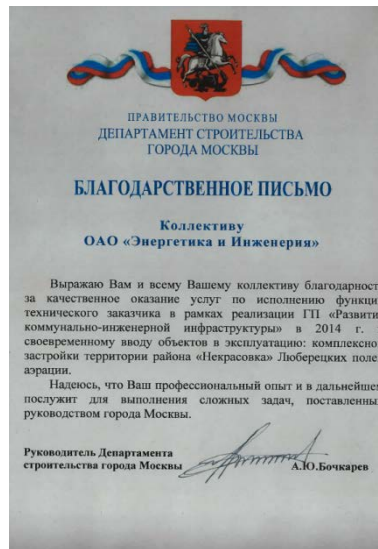 ПРАВИТЕЛЬСТВО МОСКВЫ
ДЕПАРТАМЕНТ СТРОИТЕЛЬСТВА
ГОРОДА МОСКВЫ
БЛАГОДАРСТВЕННОЕ ПИСЬМО
Коллективу
ОАО «Энергетика и Инженерия»
Выражаю Вам и всему Вашему коллективу благодарност
за качественное оказание услуг по исполнению функци
технического заказчика в рамках реализации ГП «Развити
коммунально-инженерной инфраструктуры» в 2014 г.
своевременному вводу объектов в эксплуатацию: комплексно
застройки территории района «Некрасовка» Люберецких поле
аэрации.
Надеюсь, что Ваш профессиональный опыт и в дальнейше
послужит для выполнения сложных задач, поставленны
руководством города Москвы.
Руководитель Департамента
строительства города Москвы А.Ю.Бочкарев